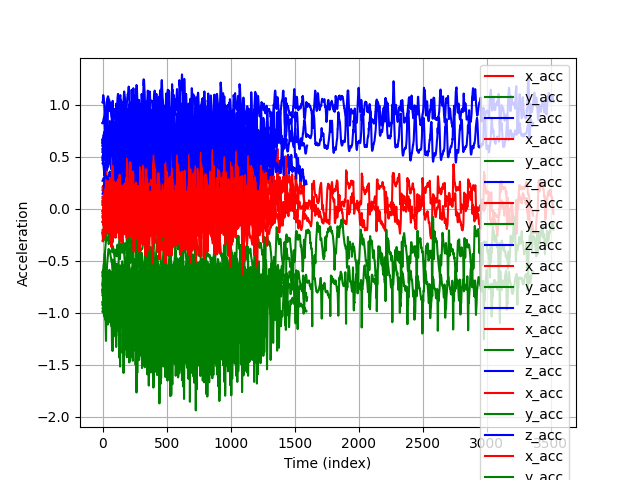 1.0
0.5
0.0
−0.5
−1.0
−1.5
−2.0
Acceleration
0
500
1000
1500
2000
2500
3000
3500
Time (index)
x_acc
y_acc
z_acc
x_acc
y_acc
z_acc
x_acc
y_acc
z_acc
x_acc
y_acc
z_acc
x_acc
y_acc
z_acc
x_acc
y_acc
z_acc
x_acc
y_acc